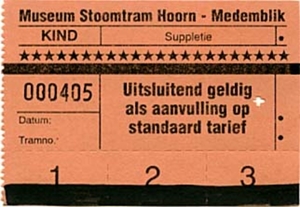 Museum Stoomtram Hoorn - Medemblik
KIND Suppletie :
★★★★★★★★★★★★★★★★★★★★★★★★
000405
Uitsluitend geldig
als aanvulling op
standaard tarief
Datum:
Tramno.:
1 2 3